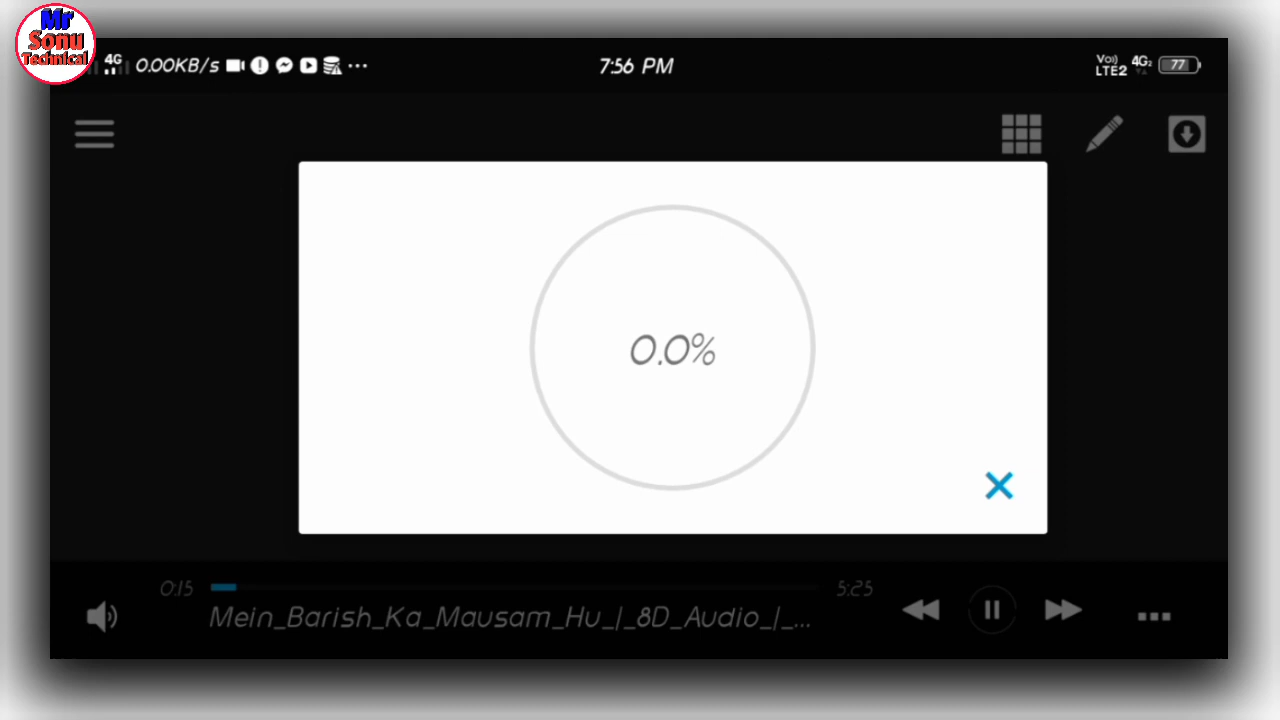 Mr
Sonu
Technical
4G 0.00KB/s
7:56 PM
Vo)) LTE2 4G2 77
0.0%
0:15
5:25
Mein_Barish_Ka_Mausam_Hu_|_8D_Audio_|_...